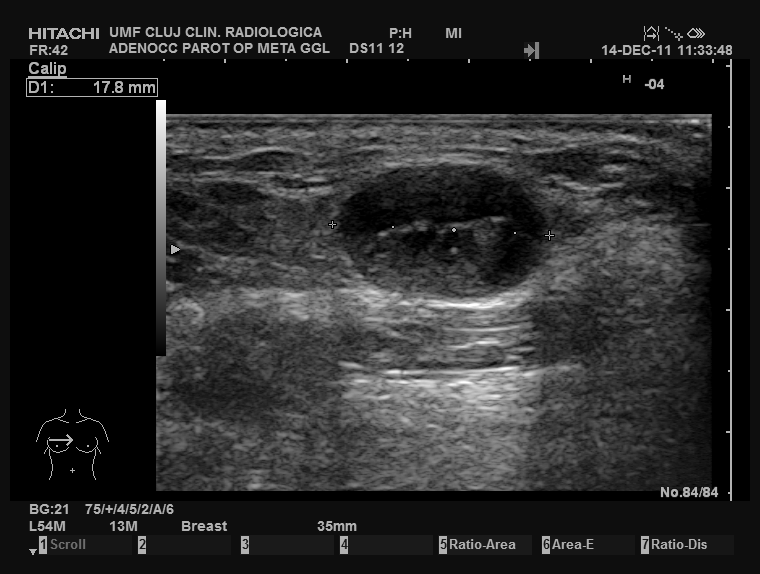 HITACHI UMF CLUJ CLIN. RADIOLOGICA P:H MI
FR:42 ADENOCC PAROT OP META GGL DS11 12 14-DEC-11 11:33:48
Calip
D1: 17.8 mm
H -04
No.84/84
BG:21 75/+/4/5/2/A/6
L54M 13M Breast 35mm
1 Scroll 2 3 4 5 Ratio-Area 6 Area-E 7 Ratio-Dis